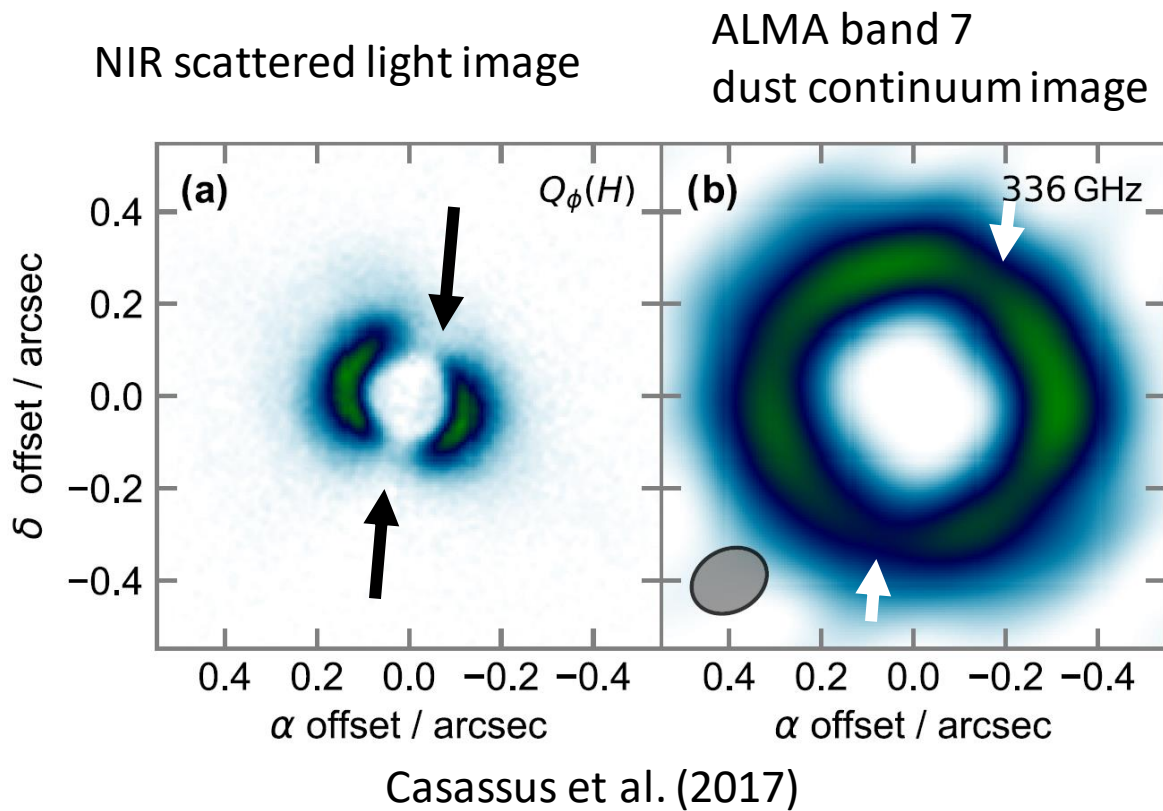 NIR scattered light image
ALMA band 7
dust continuum image
(a)
Qϕ(H)
(b)
336 GHz
0.4
0.2
0.0
−0.2
−0.4
δ offset / arcsec
0.4 0.2 0.0 −0.2 −0.4
0.4 0.2 0.0 −0.2 −0.4
α offset / arcsec
α offset / arcsec
Casassus et al. (2017)